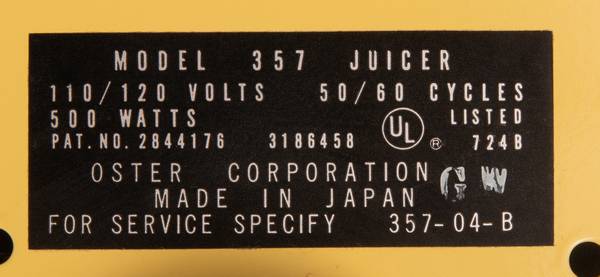 MODEL 357 JUICER
110/120 VOLTS 50/60 CYCLES
500 WATTS UL LISTED
PAT. NO. 2844176 3186458 ® 724B
OSTER CORPORATION G W
MADE IN JAPAN
FOR SERVICE SPECIFY 357-04-B